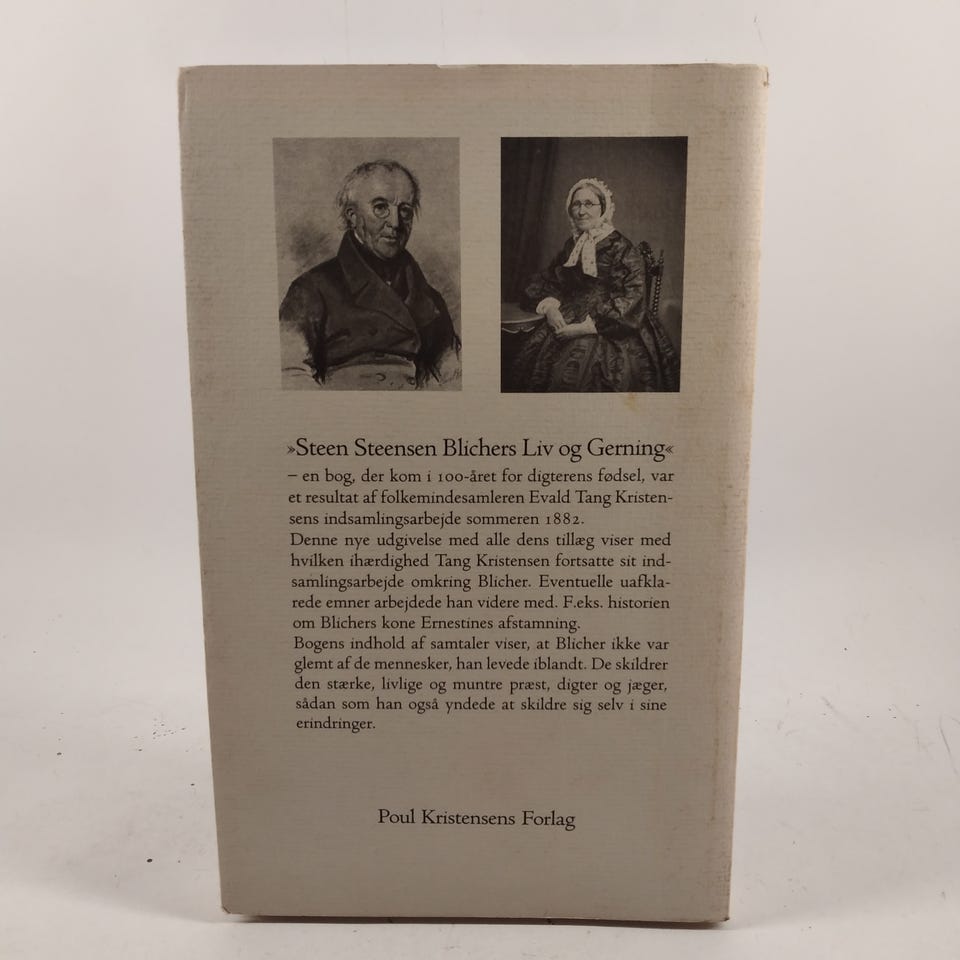 »Steen Steensen Blichers Liv og Gerning«
– en bog, der kom i 100-året for digterens fødsel, var
et resultat af folkemindesamleren Evald Tang Kristen-
sens indsamlingsarbejde sommeren 1882.
Denne nye udgivelse med alle dens tillæg viser med
hvilken ihærdighed Tang Kristensen fortsatte sit ind-
samlingsarbejde omkring Blicher. Eventuelle uafkla-
rede emner arbejdede han videre med. F.eks. historien
om Blichers kone Ernestines afstamning.
Bogens indhold af samtaler viser, at Blicher ikke var
glemt af de mennesker, han levede iblandt. De skildrer
den stærke, livlige og muntre præst, digter og jæger,
sådan som han også yndede at skildre sig selv i sine
erindringer.
Poul Kristensens Forlag